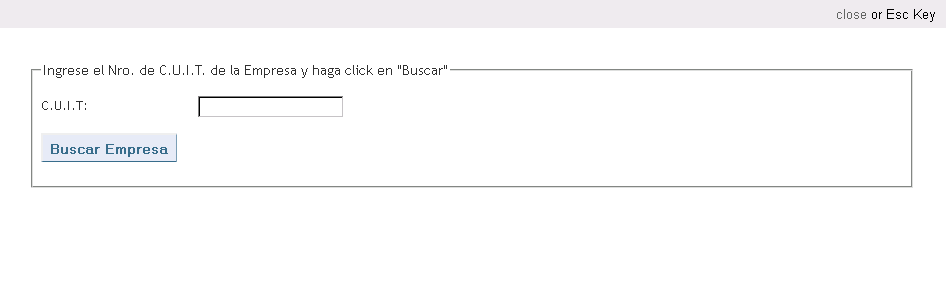 close or Esc Key
Ingrese el Nro. de C.U.I.T. de la Empresa y haga click en "Buscar"
C.U.I.T:
Buscar Empresa